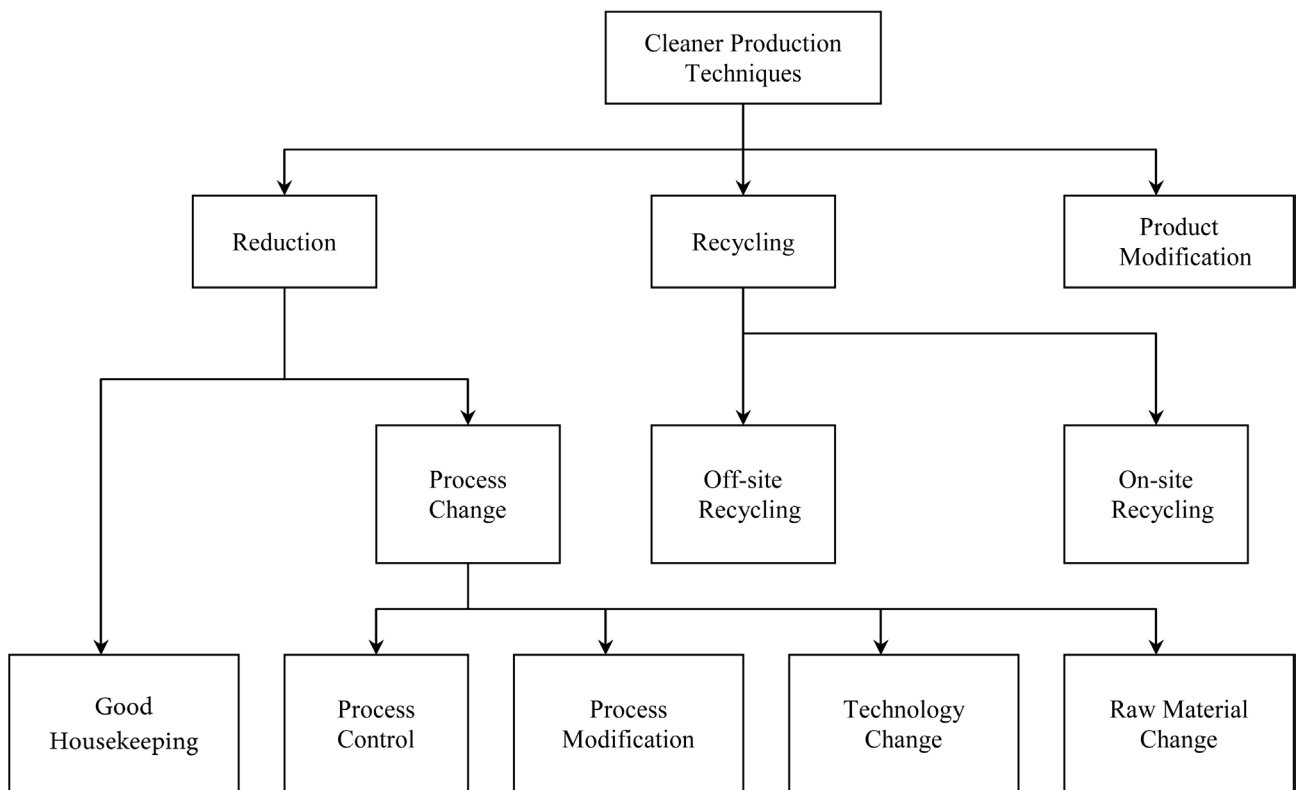 Cleaner Production
Techniques
Reduction
Recycling
Product
Modification
Process
Change
Off-site
Recycling
On-site
Recycling
Good
Housekeeping
Process
Control
Process
Modification
Technology
Change
Raw Material
Change